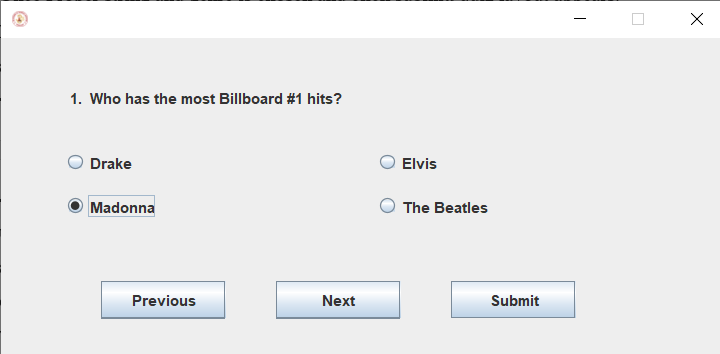 1. Who has the most Billboard #1 hits?
Drake Elvis
Madonna The Beatles
Previous Next Submit